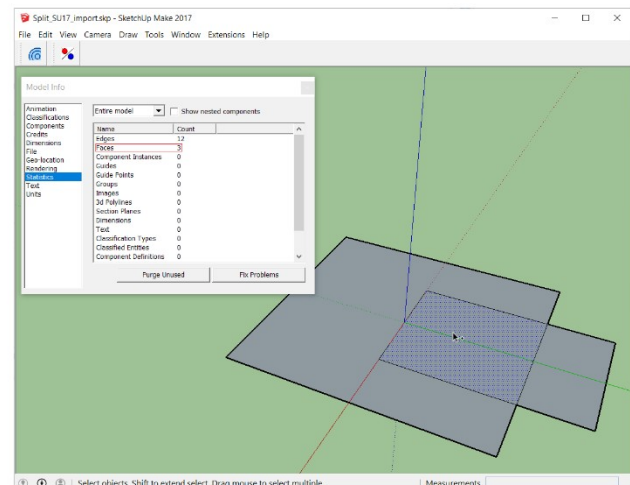 Split_SU17_import.skp - SketchUp Make 2017
File Edit View Camera Draw Tools Window Extensions Help
Model Info
Animation
Classifications
Components
Credits
Dimensions
File
Geo-location
Rendering
Statistics
Text
Units
Entire model Show nested components
Name Count
Edges 12
Faces 3
Component Instances 0
Guides 0
Guide Points 0
Groups 0
Images 0
3d Polylines 0
Section Planes 0
Dimensions 0
Text 0
Classification Types 0
Classified Entities 0
Component Definitions 0
Purge Unused Fix Problems
Select objects. Shift to extend select. Drag mouse to select multiple. Measurements